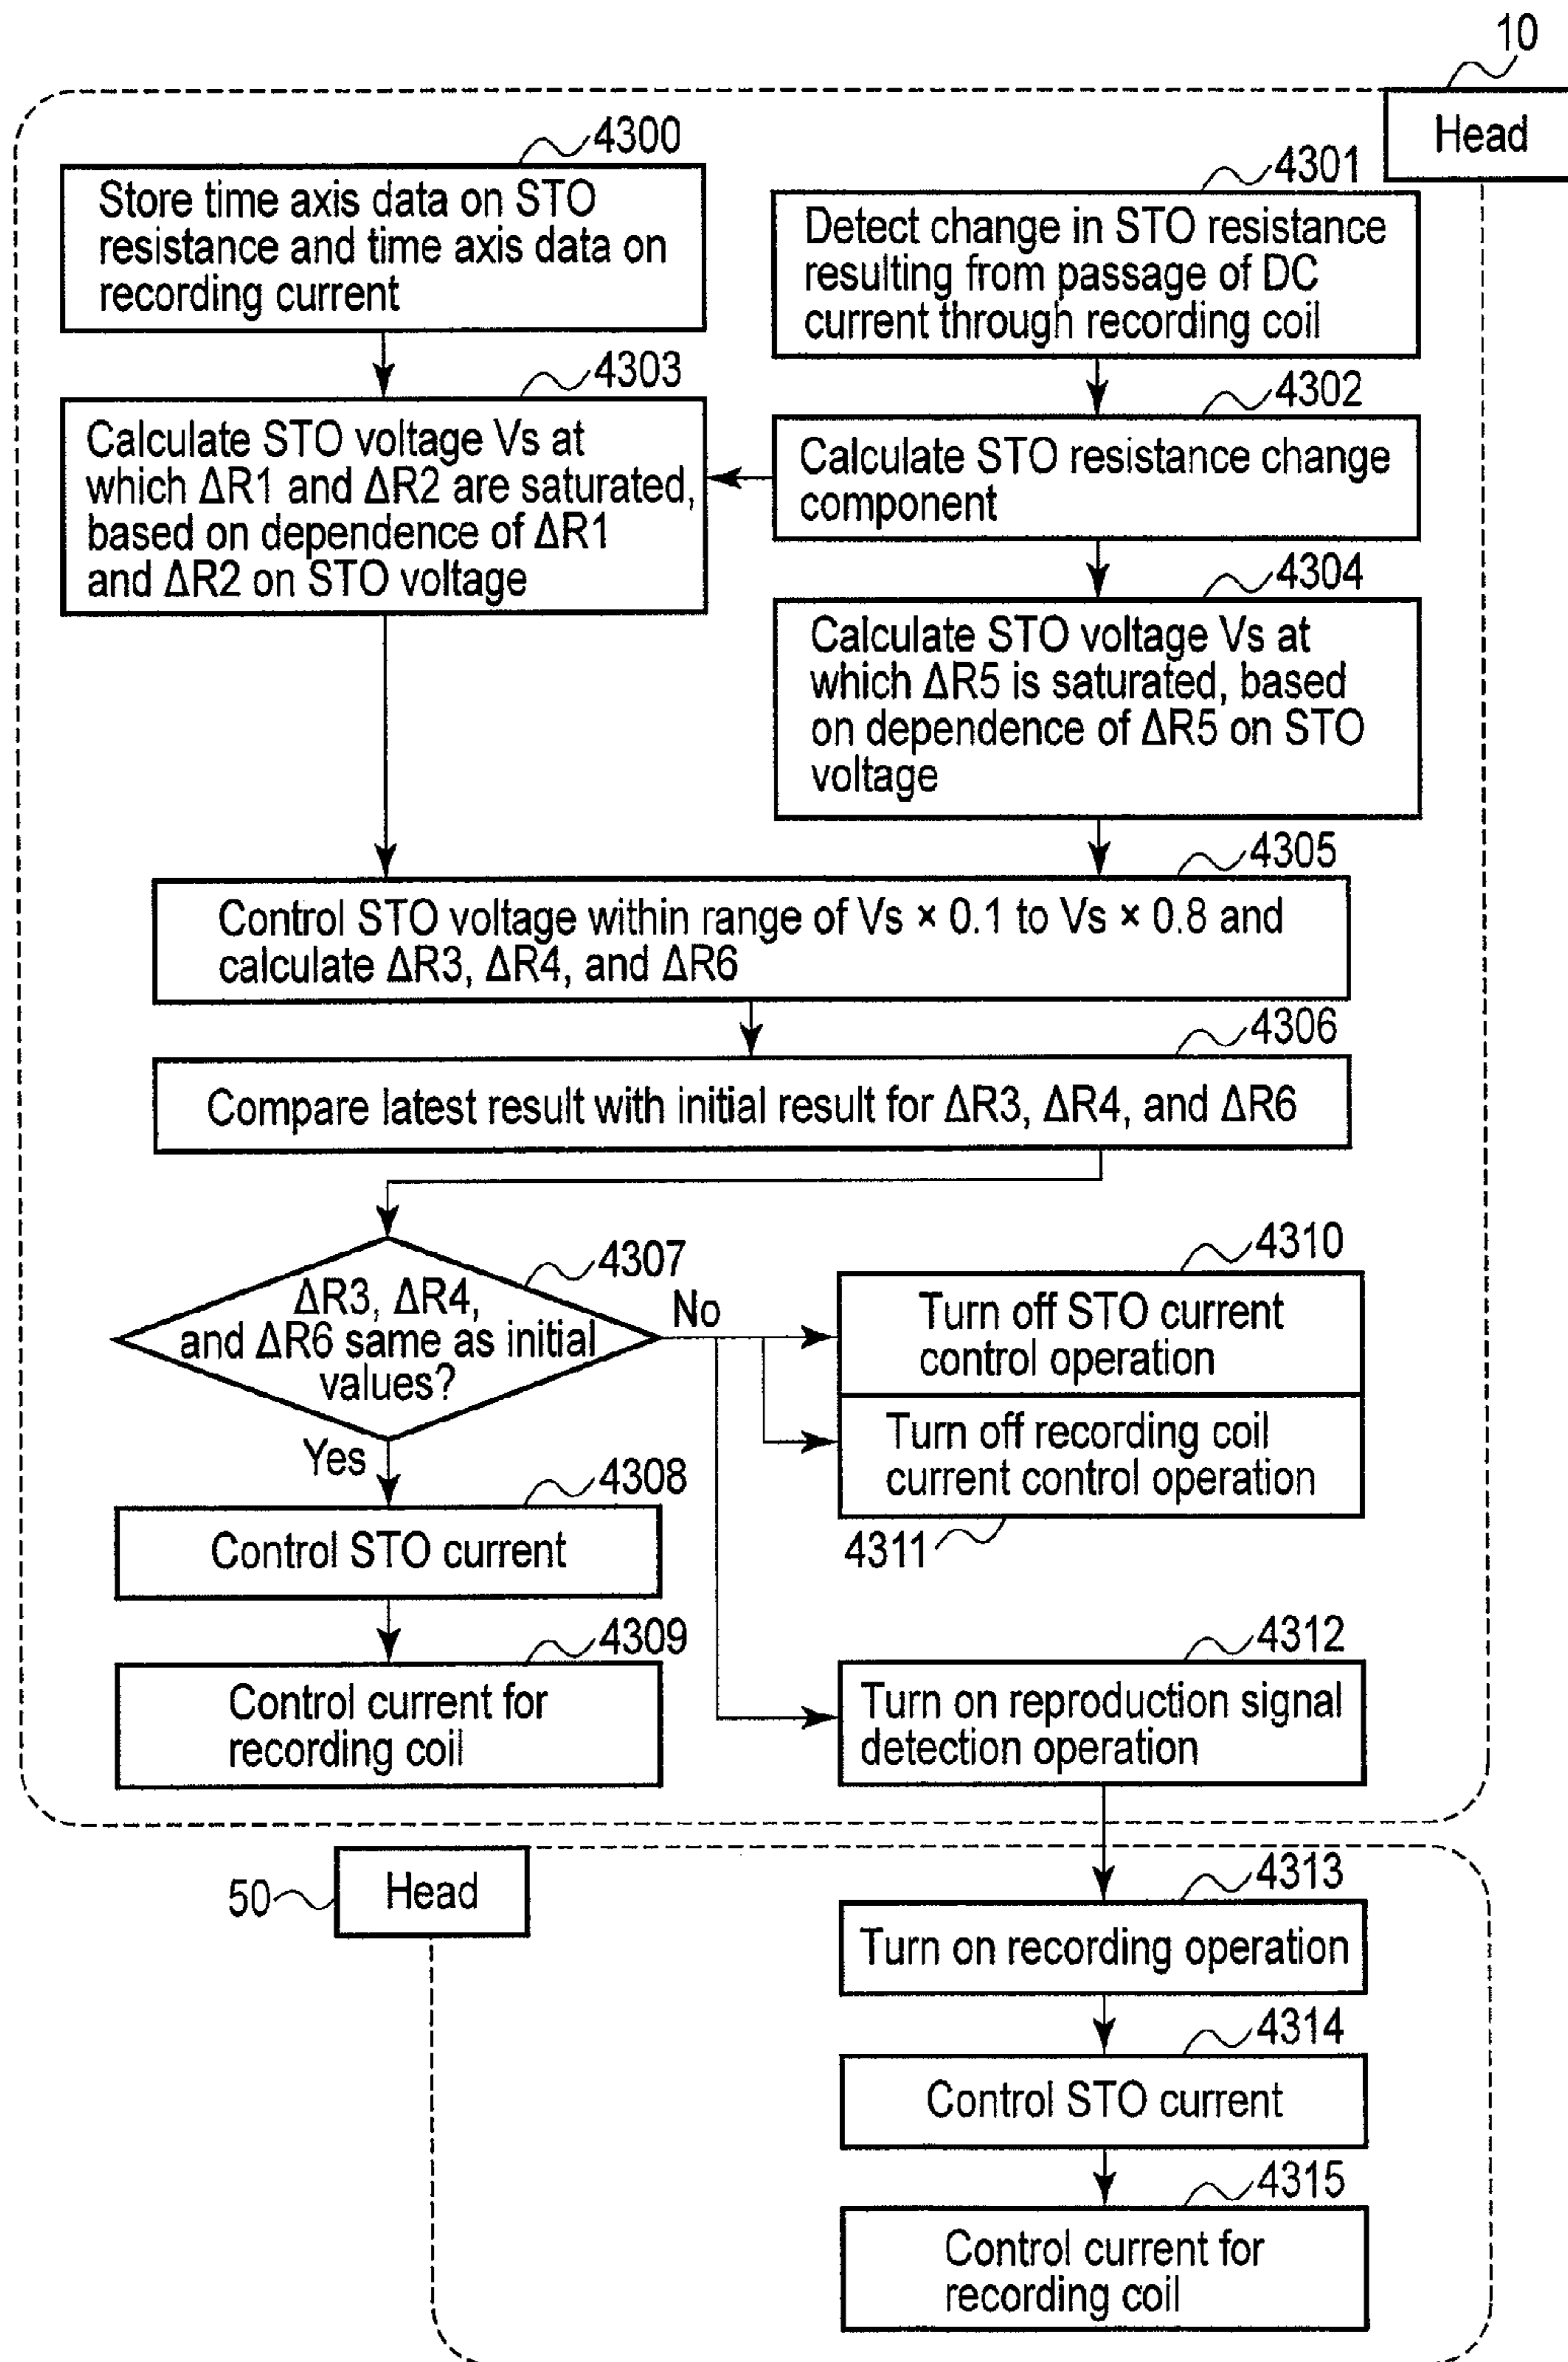 10
Head
4300
Store time axis data on STO
resistance and time axis data on
recording current
4301
Detect change in STO resistance
resulting from passage of DC
current through recording coil
4303
Calculate STO voltage Vs at
which ΔR1 and ΔR2 are saturated,
based on dependence of ΔR1
and ΔR2 on STO voltage
4302
Calculate STO resistance change
component
4304
Calculate STO voltage Vs at
which ΔR5 is saturated, based
on dependence of ΔR5 on STO
voltage
4305
Control STO voltage within range of Vs × 0.1 to Vs × 0.8 and
calculate ΔR3, ΔR4, and ΔR6
4306
Compare latest result with initial result for ΔR3, ΔR4, and ΔR6
4307
ΔR3, ΔR4,
and ΔR6 same as initial
values?
No
Yes
4310
Turn off STO current
control operation
Turn off recording coil
current control operation
4311
4308
Control STO current
4309
Control current for
recording coil
4312
Turn on reproduction signal
detection operation
50
Head
4313
Turn on recording operation
4314
Control STO current
4315
Control current for
recording coil